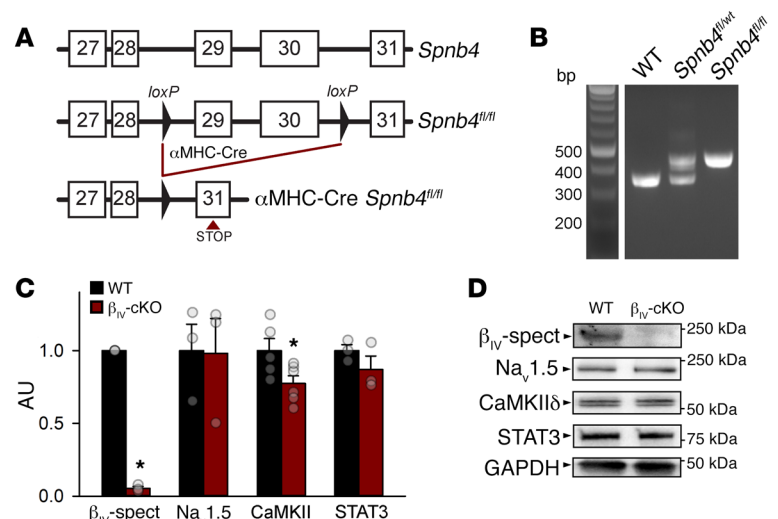 A
27 28 29 30 31 Spnb4
loxP loxP
27 28 29 30 31 Spnb4fl/fl
αMHC-Cre
27 28 31 αMHC-Cre Spnb4fl/fl
STOP
B
bp WT Spnb4fl/wt Spnb4fl/fl
500
400
300
200
C
WT
βIV-cKO
AU
1.0
0.5
0.0
* *
βIV-spect Na 1.5 CaMKII STAT3
D
WT βIV-cKO
βIV-spect 250 kDa
Nav1.5 250 kDa
CaMKIIδ 50 kDa
STAT3 75 kDa
GAPDH 50 kDa